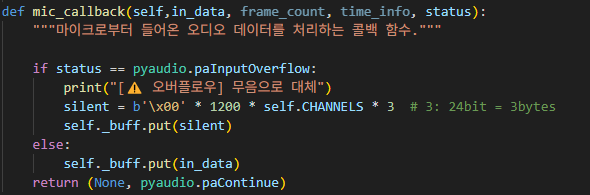 def mic_callback(self,in_data, frame_count, time_info, status):
    """마이크로부터 들어온 오디오 데이터를 처리하는 콜백 함수."""
    if status == pyaudio.paInputOverflow:
        print("[⚠️ 오버플로우] 무음으로 대체")
        silent = b'\x00' * 1200 * self.CHANNELS * 3  # 3: 24bit = 3bytes
        self._buff.put(silent)
    else:
        self._buff.put(in_data)
    return (None, pyaudio.paContinue)